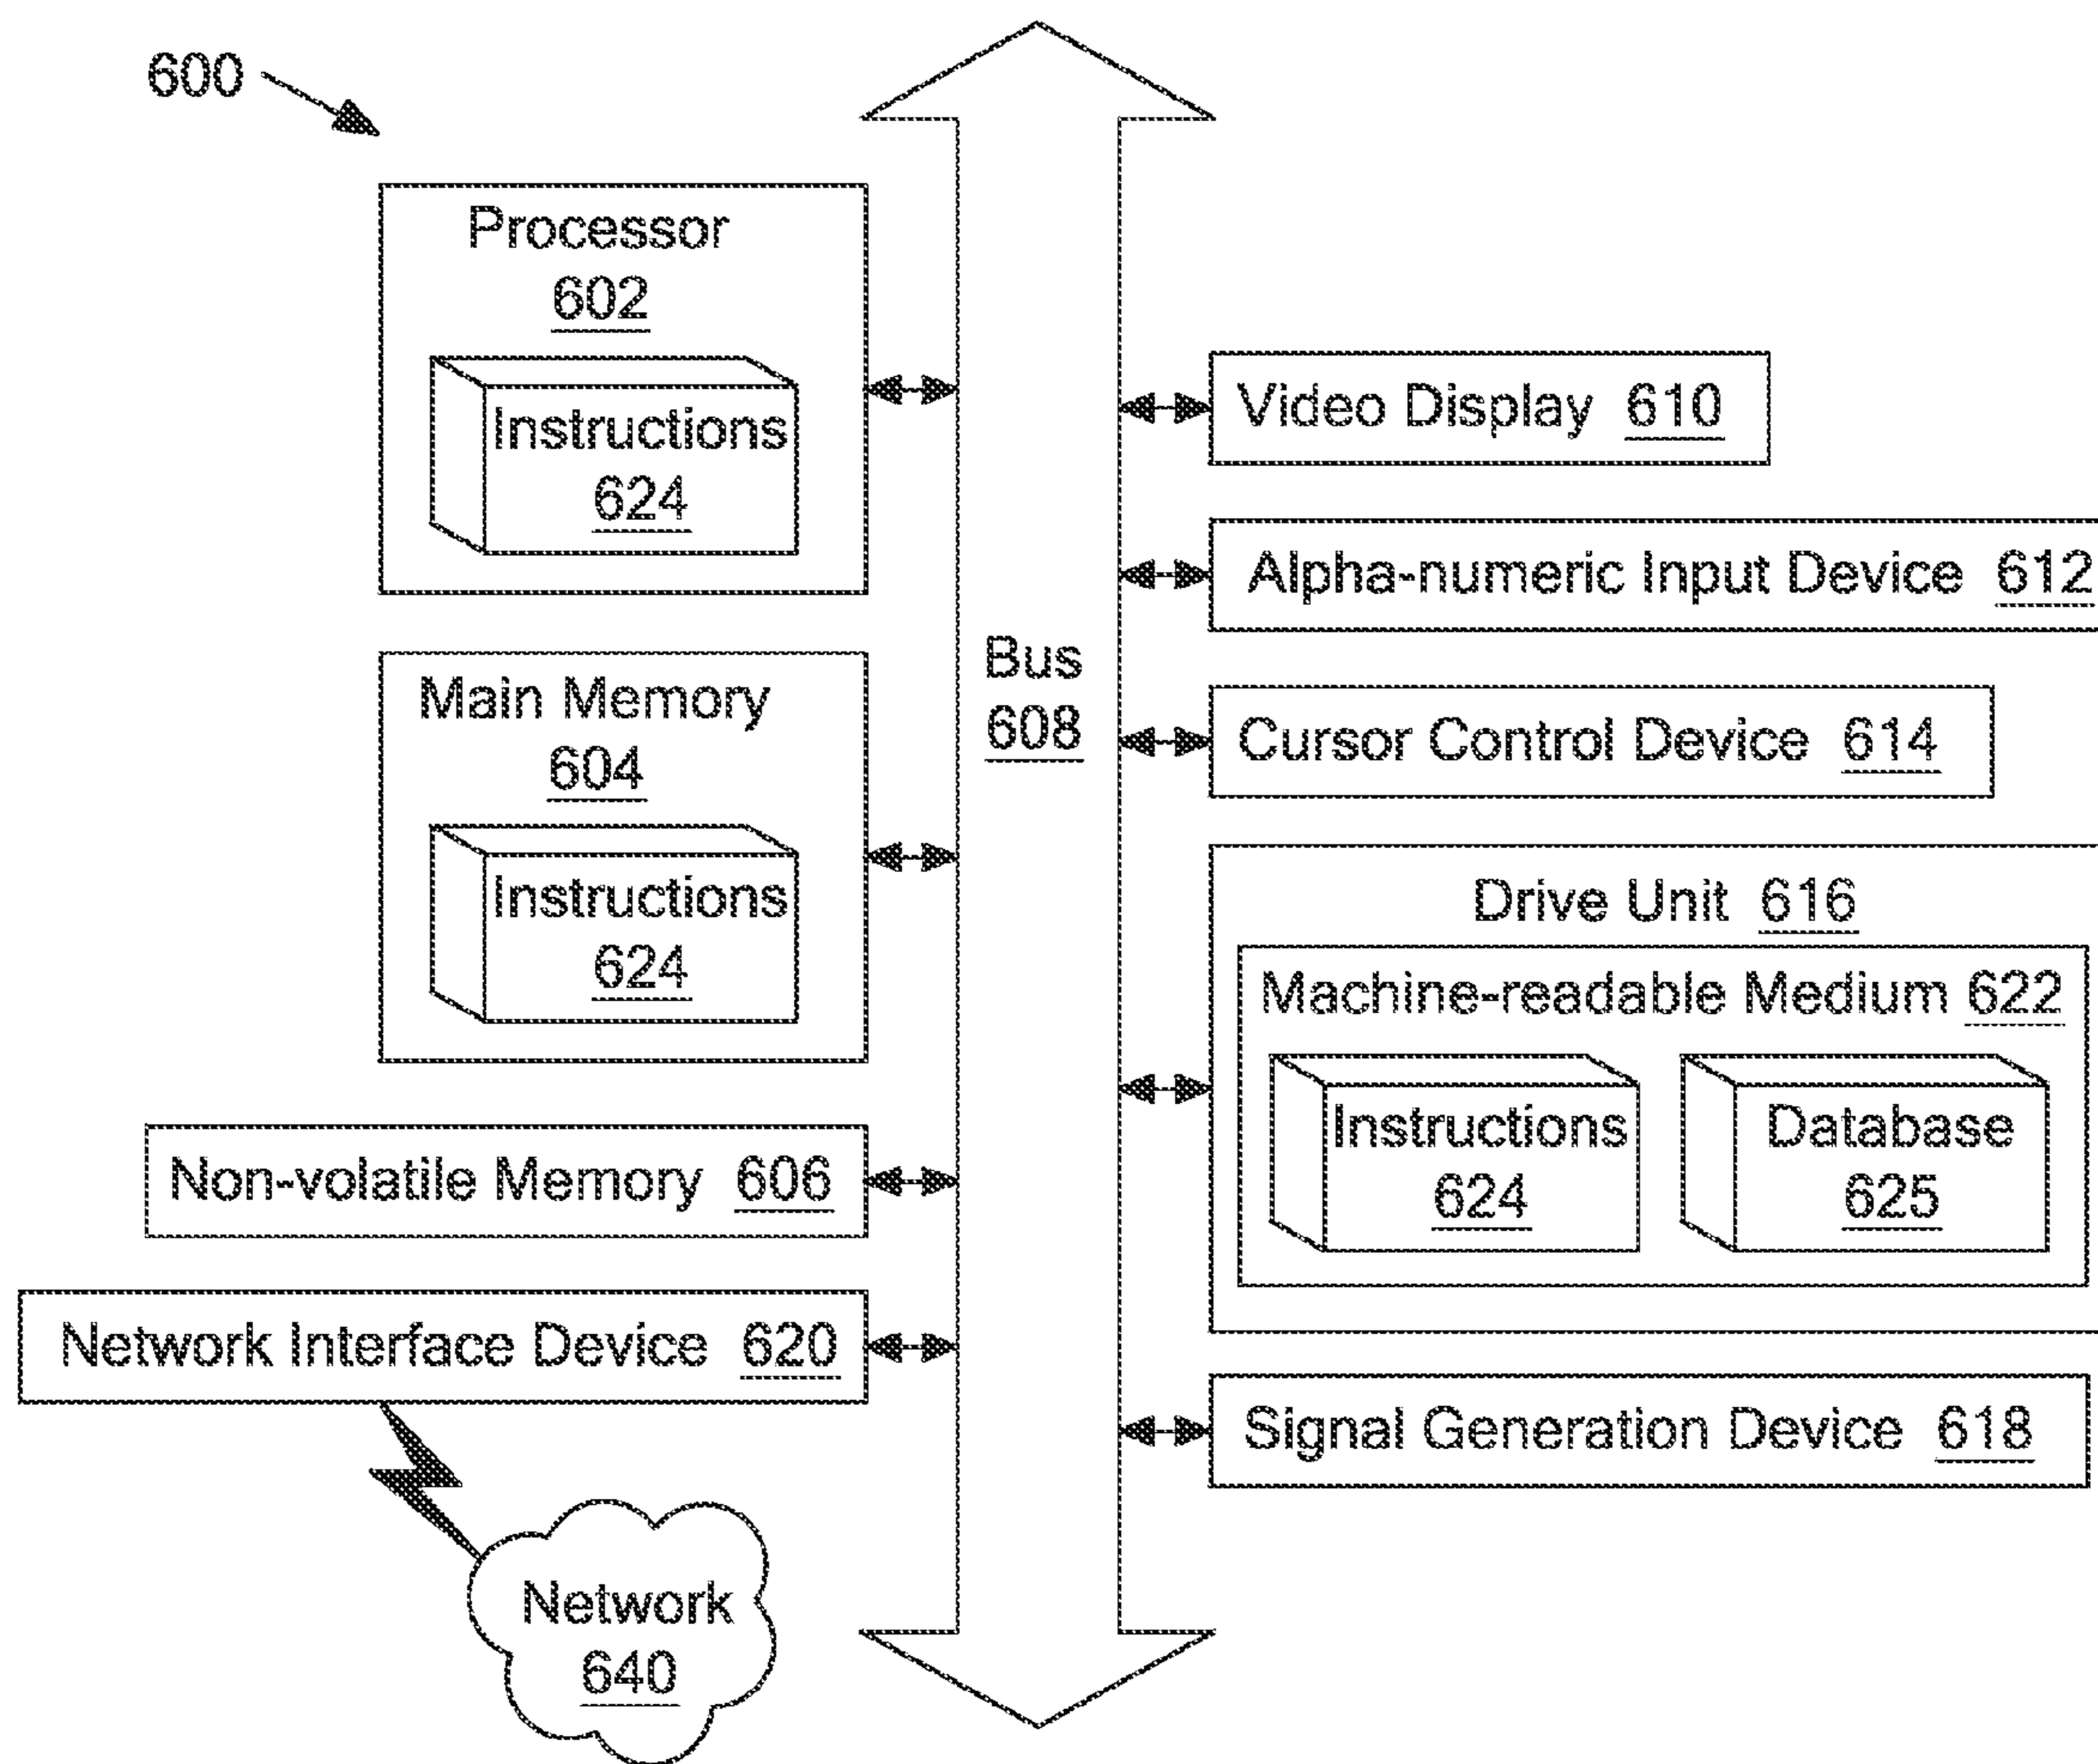 600
Processor
602
Instructions
624
Main Memory
604
Instructions
624
Non-volatile Memory 606
Network Interface Device 620
Network
640
Bus
608
Video Display 610
Alpha-numeric Input Device 612
Cursor Control Device 614
Drive Unit 616
Machine-readable Medium 622
Instructions
624
Database
625
Signal Generation Device 618